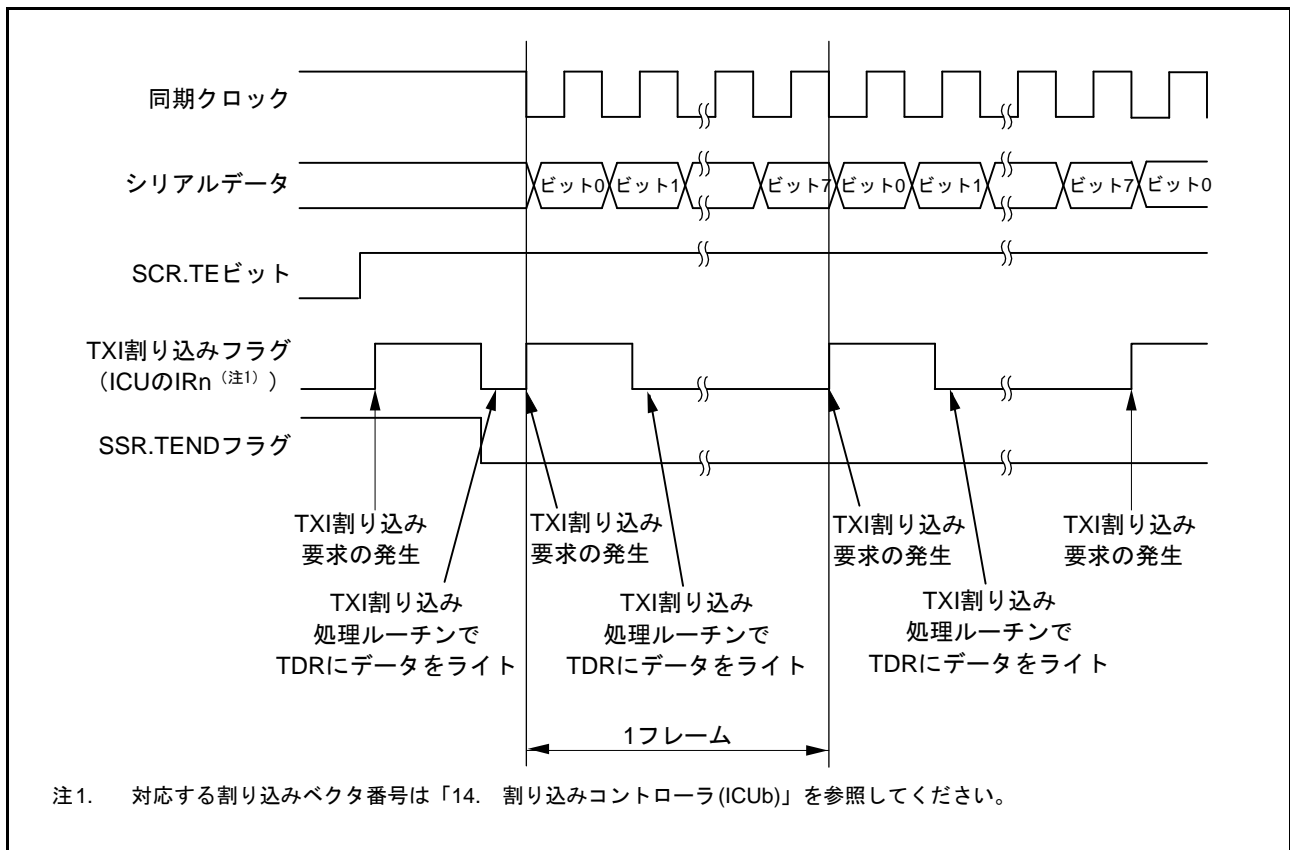 同期クロック
シリアルデータ
ビット0 ビット1 ビット7 ビット0 ビット1 ビット7 ビット0
SCR.TEビット
TXI割り込みフラグ
(ICUのIRn (注1) )
SSR.TENDフラグ
TXI割り込み
要求の発生
TXI割り込み
要求の発生
TXI割り込み
要求の発生
TXI割り込み
要求の発生
TXI割り込み
処理ルーチンで
TDRにデータをライト
TXI割り込み
処理ルーチンで
TDRにデータをライト
TXI割り込み
処理ルーチンで
TDRにデータをライト
1フレーム
注1. 対応する割り込みベクタ番号は「14. 割り込みコントローラ(ICUb)」を参照してください。